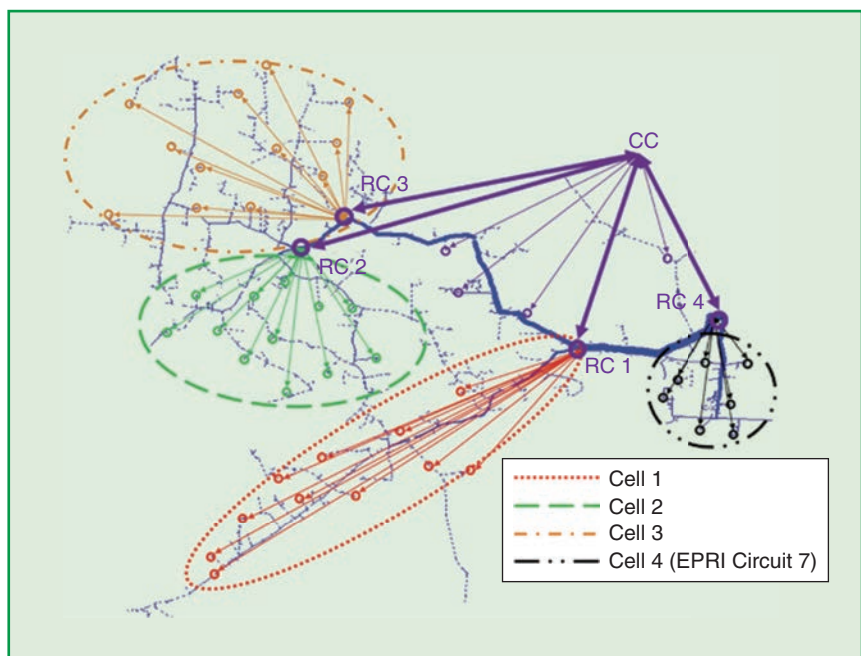 CC
RC 3
RC 2
RC 4
RC 1
Cell 1
Cell 2
Cell 3
Cell 4 (EPRI Circuit 7)